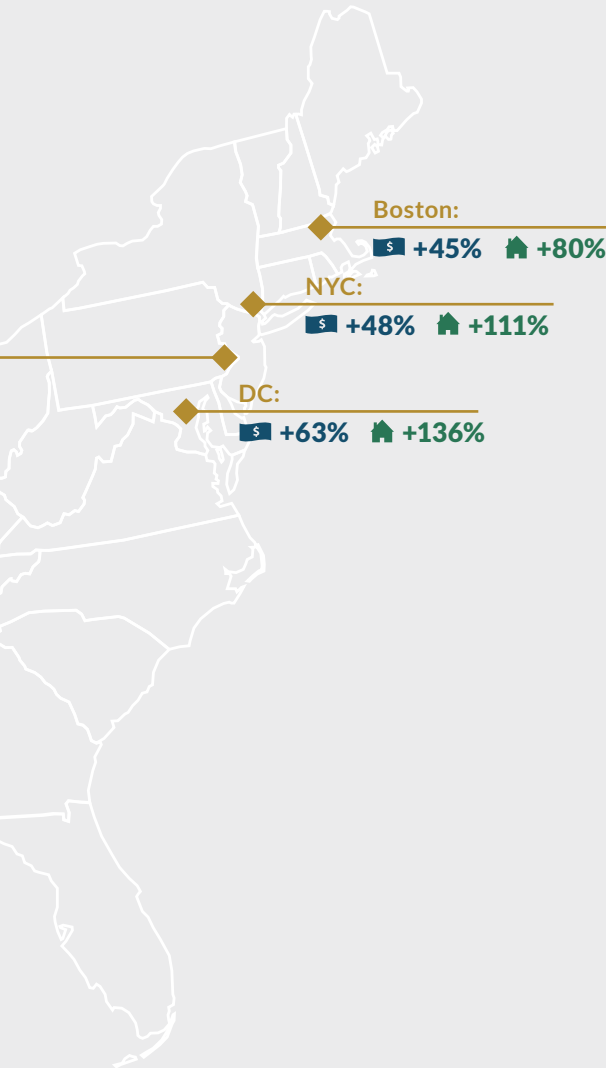 Boston:
$ +45% +80%
NYC:
$ +48% +111%
DC:
$ +63% +136%